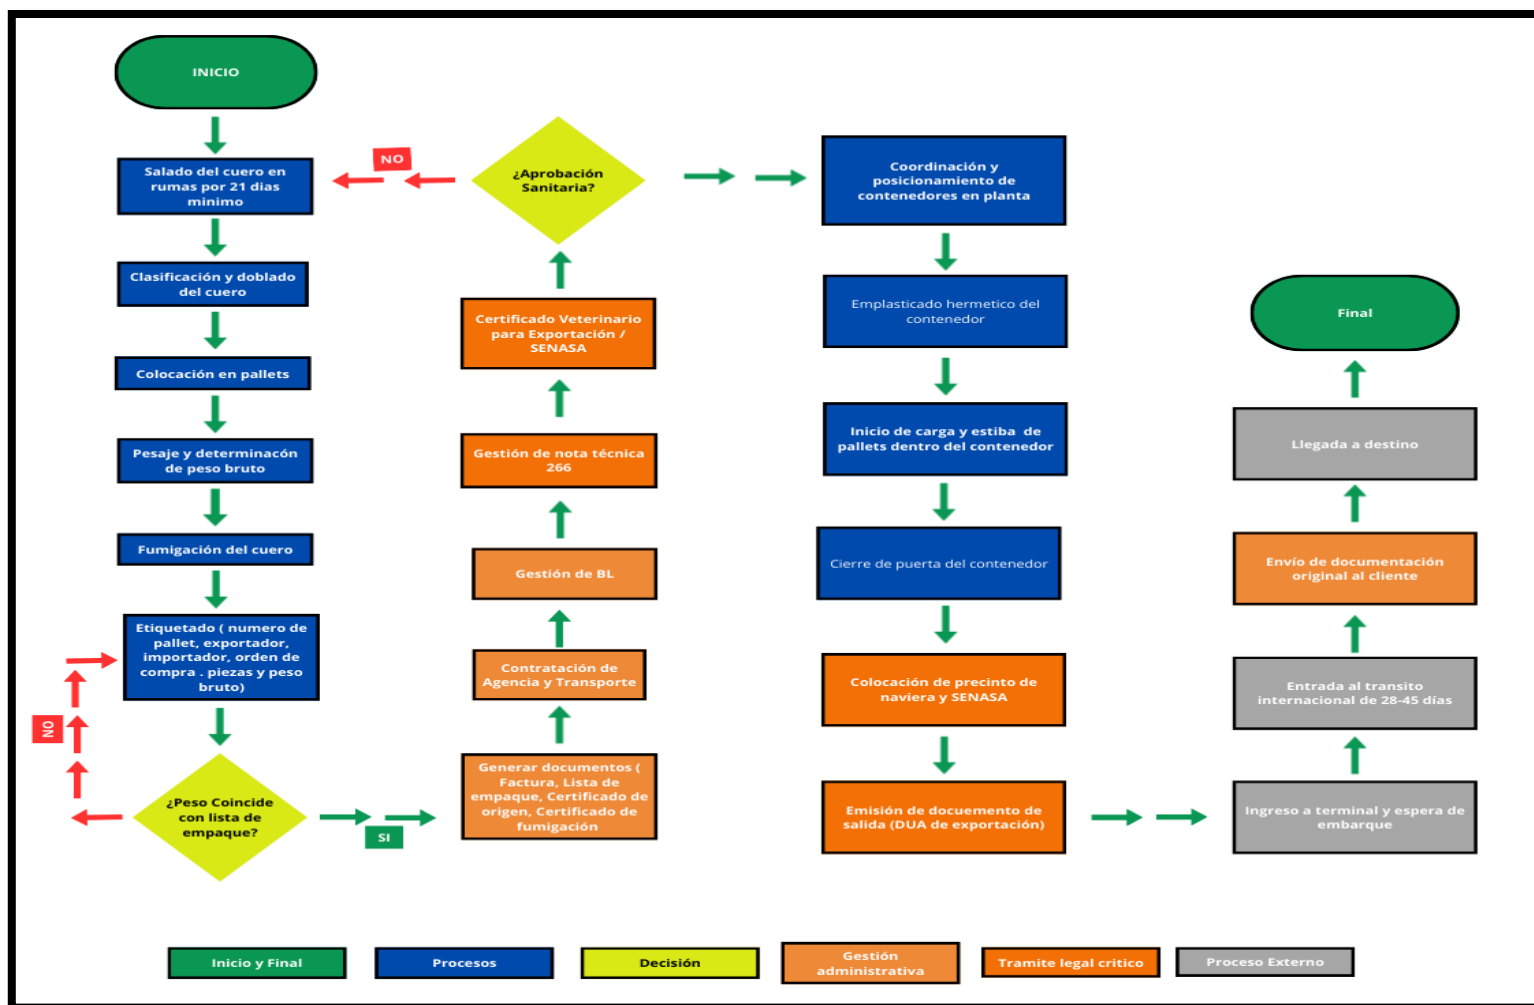 INICIO
Salado del cuero en
rumas por 21 dias
minimo
Clasificación y doblado
del cuero
Colocación en pallets
Pesaje y determinacón
de peso bruto
Fumigación del cuero
Etiquetado ( numero de
pallet, exportador,
importador, orden de
compra . piezas y peso
bruto)
NO
¿Peso Coincide
con lista de
empaque?
SI
Generar documentos (
Factura, Lista de
empaque, Certificado de
origen, Certificado de
fumigación
Contratación de
Agencia y Transporte
Gestión de BL
Gestión de nota técnica
266
Certificado Veterinario
para Exportación /
SENASA
¿Aprobación
Sanitaria?
NO
Coordinación y
posicionamiento de
contenedores en planta
Emplasticado hermetico del
contenedor
Inicio de carga y estiba de
pallets dentro del contenedor
Cierre de puerta del contenedor
Colocación de precinto de
naviera y SENASA
Emisión de docuemento de
salida (DUA de exportación)
Ingreso a terminal y espera de
embarque
Entrada al transito
internacional de 28-45 días
Envío de documentación
original al cliente
Llegada a destino
Final
Inicio y Final
Procesos
Decisión
Gestión
administrativa
Tramite legal critico
Proceso Externo